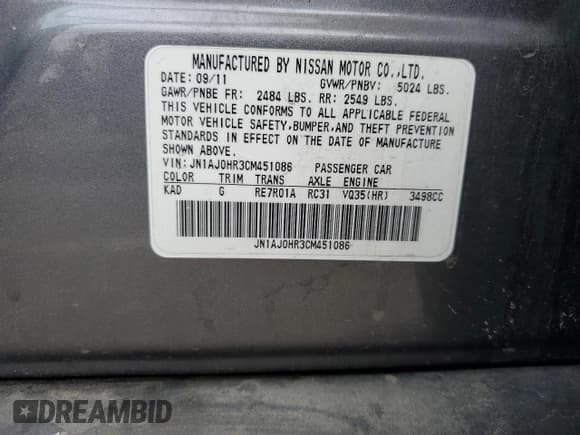 MANUFACTURED BY NISSAN MOTOR CO.,LTD.
DATE: 09/11 GVWR/PNBV: 5024 LBS.
GAWR/PNBE FR: 2484 LBS. RR: 2549 LBS.
THIS VEHICLE CONFORMS TO ALL APPLICABLE FEDERAL
MOTOR VEHICLE SAFETY,BUMPER,AND THEFT PREVENTION
STANDARDS IN EFFECT ON THE DATE OF MANUFACTURE
SHOWN ABOVE.
VIN: JN1AJ0HR3CM451086 PASSENGER CAR
COLOR TRIM TRANS AXLE ENGINE
KAD G RE7R01A RC31 VQ35(HR) 3498CC
JN1AJ0HR3CM451086
DREAMBID